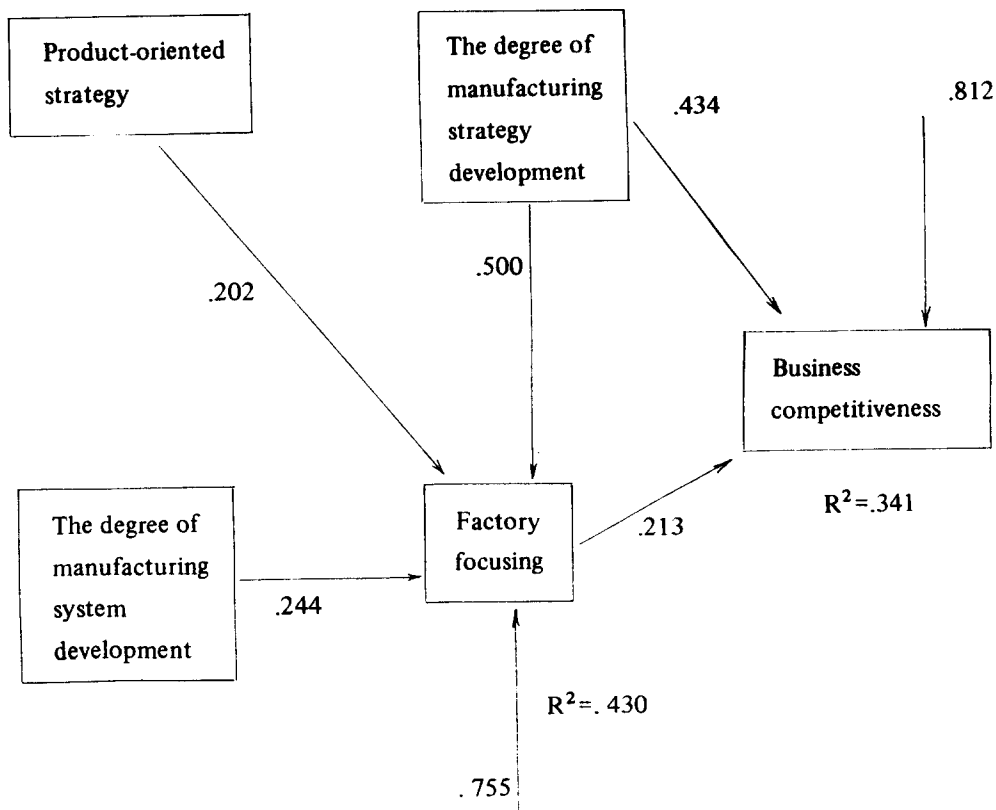 Product-oriented
strategy
The degree of
manufacturing
strategy
development
.434
.812
.202
.500
Business
competitiveness
R²=.341
The degree of
manufacturing
system
development
.244
Factory
focusing
.213
R²=. 430
. 755